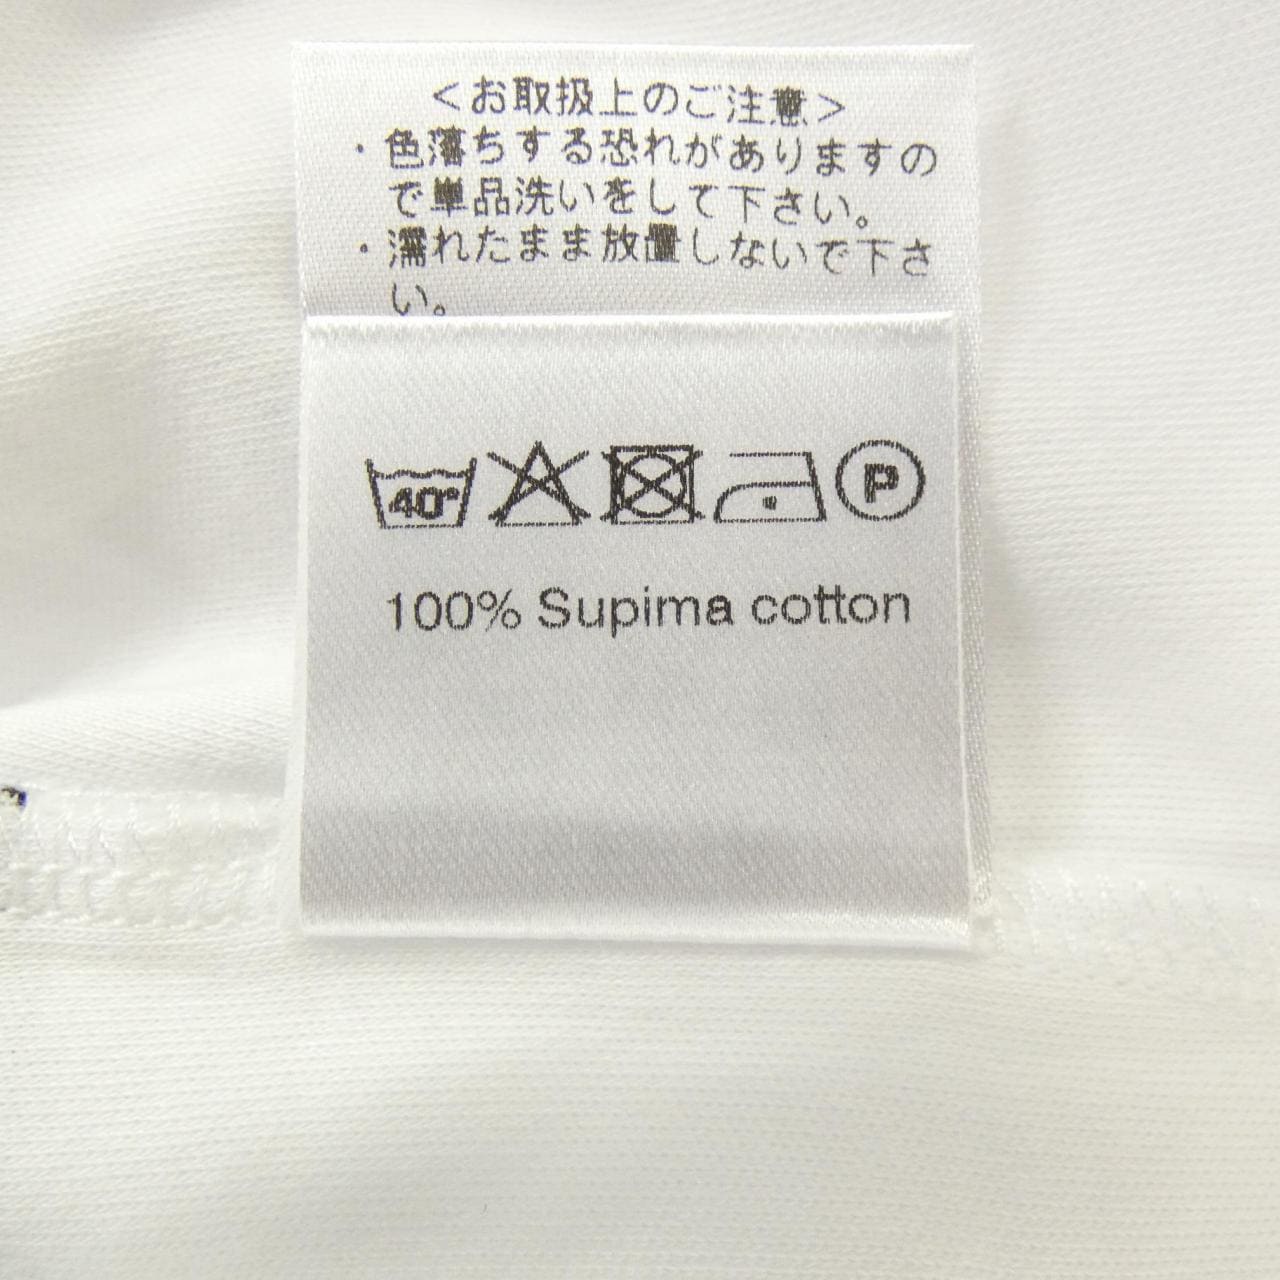 <お取扱上のご注意>
・色落ちする恐れがありますの
で単品洗いをして下さい。
・濡れたまま放置しないで下さ
い。
40°
P
100% Supima cotton